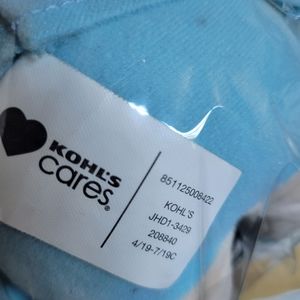 KOHL'S
cares®
851125008422
KOHL'S
JHD1-3429
208840
4/19-7/19C